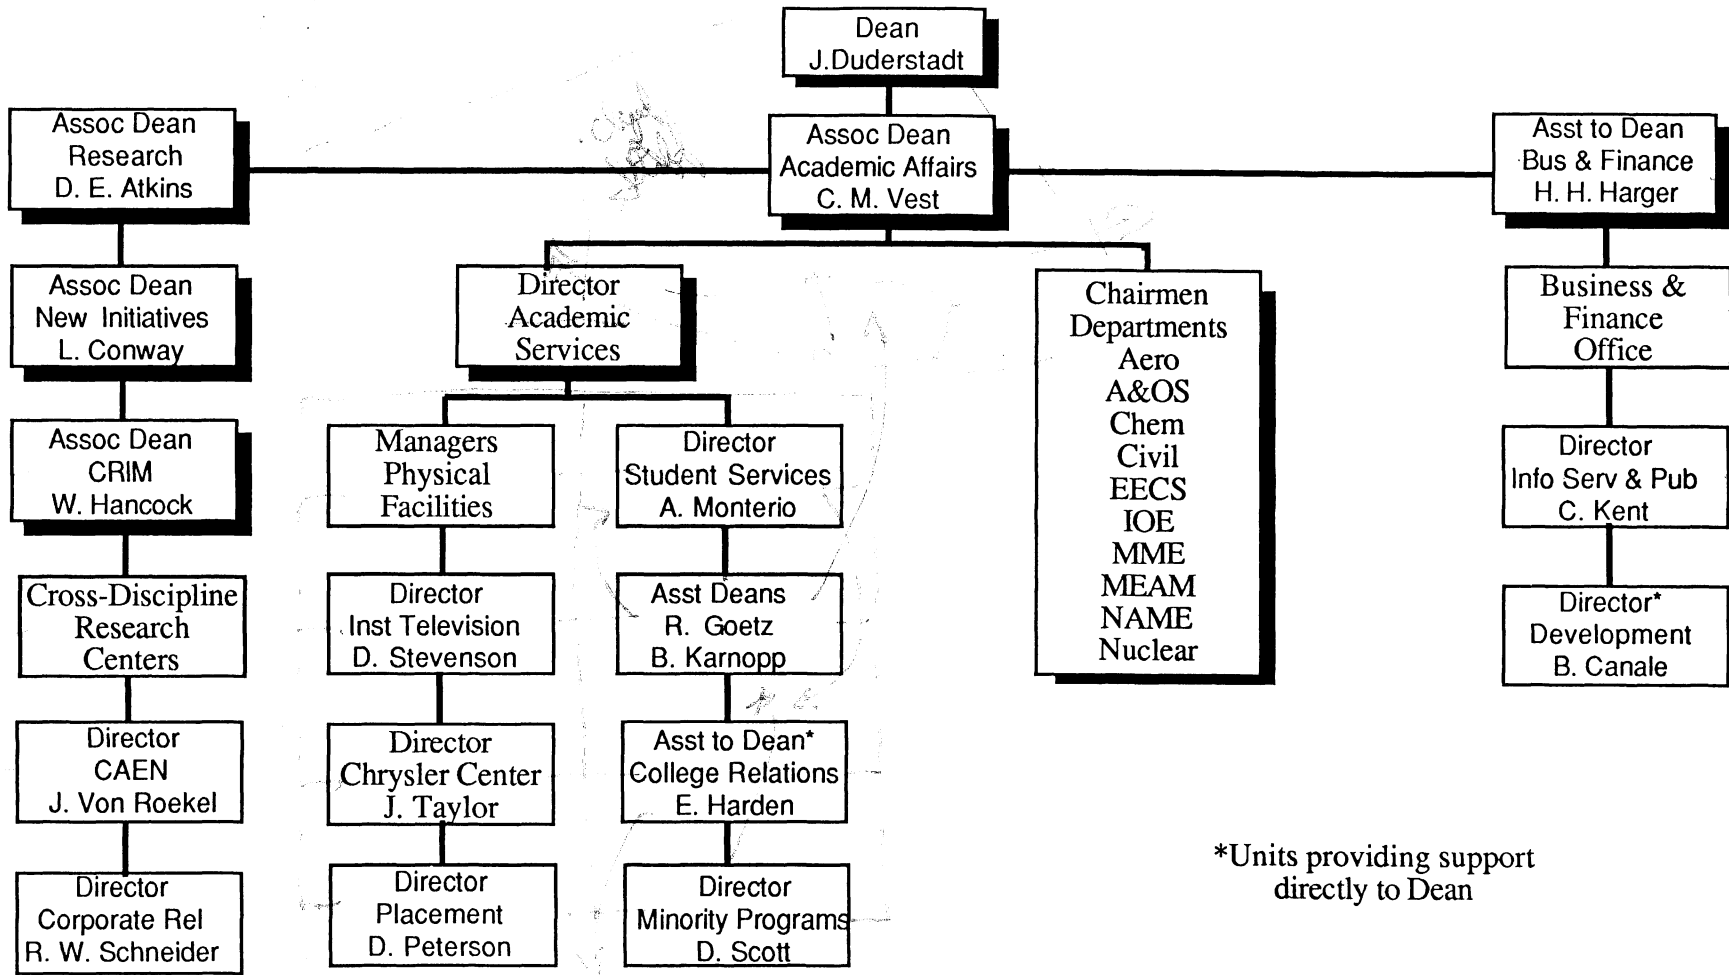 Dean
J.Duderstadt
Assoc Dean
Research
D. E. Atkins
Assoc Dean
Academic Affairs
C. M. Vest
Asst to Dean
Bus & Finance
H. H. Harger
Assoc Dean
New Initiatives
L. Conway
Assoc Dean
CRIM
W. Hancock
Cross-Discipline
Research
Centers
Director
CAEN
J. Von Roekel
Director
Corporate Rel
R. W. Schneider
Director
Academic
Services
Managers
Physical
Facilities
Director
Inst Television
D. Stevenson
Director
Chrysler Center
J. Taylor
Director
Placement
D. Peterson
Director
Student Services
A. Monterio
Asst Deans
R. Goetz
B. Karnopp
Asst to Dean*
College Relations
E. Harden
Director
Minority Programs
D. Scott
Chairmen
Departments
Aero
A&OS
Chem
Civil
EECS
IOE
MME
MEAM
NAME
Nuclear
Business &
Finance
Office
Director
Info Serv & Pub
C. Kent
Director*
Development
B. Canale
*Units providing support
directly to Dean